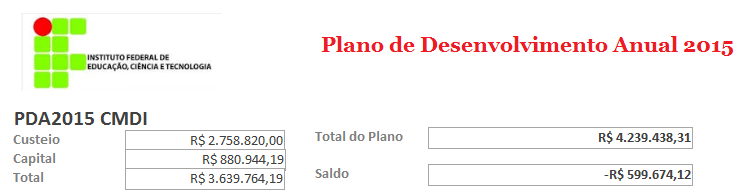 INSTITUTO FEDERAL DE
EDUCAÇÃO, CIÊNCIA E TECNOLOGIA
Plano de Desenvolvimento Anual 2015
PDA2015 CMDI
Custeio R$ 2.758.820,00
Capital R$ 880.944,19
Total R$ 3.639.764,19
Total do Plano R$ 4.239.438,31
Saldo -R$ 599.674,12